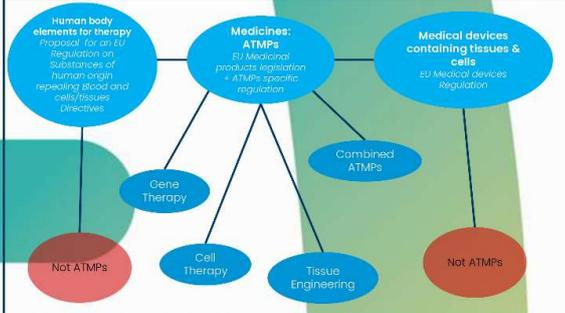 Human body
elements for therapy
Proposal for an EU
Regulation on
Substances of
human origin
repealing Blood and
cells/tissues
Directives
Medicines:
ATMPs
EU Medicinal
products legislation
+ ATMPs specific
regulation
Medical devices
containing tissues &
cells
EU Medical devices
Regulation
Combined
ATMPs
Gene
Therapy
Cell
Therapy
Tissue
Engineering
Not ATMPs
Not ATMPs